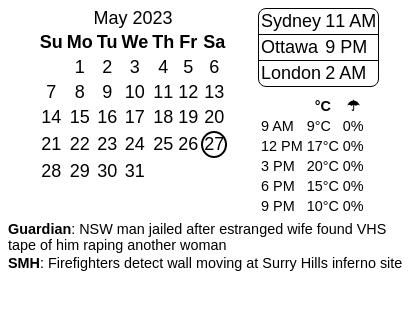 May 2023
Su Mo Tu We Th Fr Sa
1 2 3 4 5 6
7 8 9 10 11 12 13
14 15 16 17 18 19 20
21 22 23 24 25 26 27
28 29 30 31
Sydney 11 AM
Ottawa 9 PM
London 2 AM
°C ☂
9 AM 9°C 0%
12 PM 17°C 0%
3 PM 20°C 0%
6 PM 15°C 0%
9 PM 10°C 0%
Guardian: NSW man jailed after estranged wife found VHS
tape of him raping another woman
SMH: Firefighters detect wall moving at Surry Hills inferno site